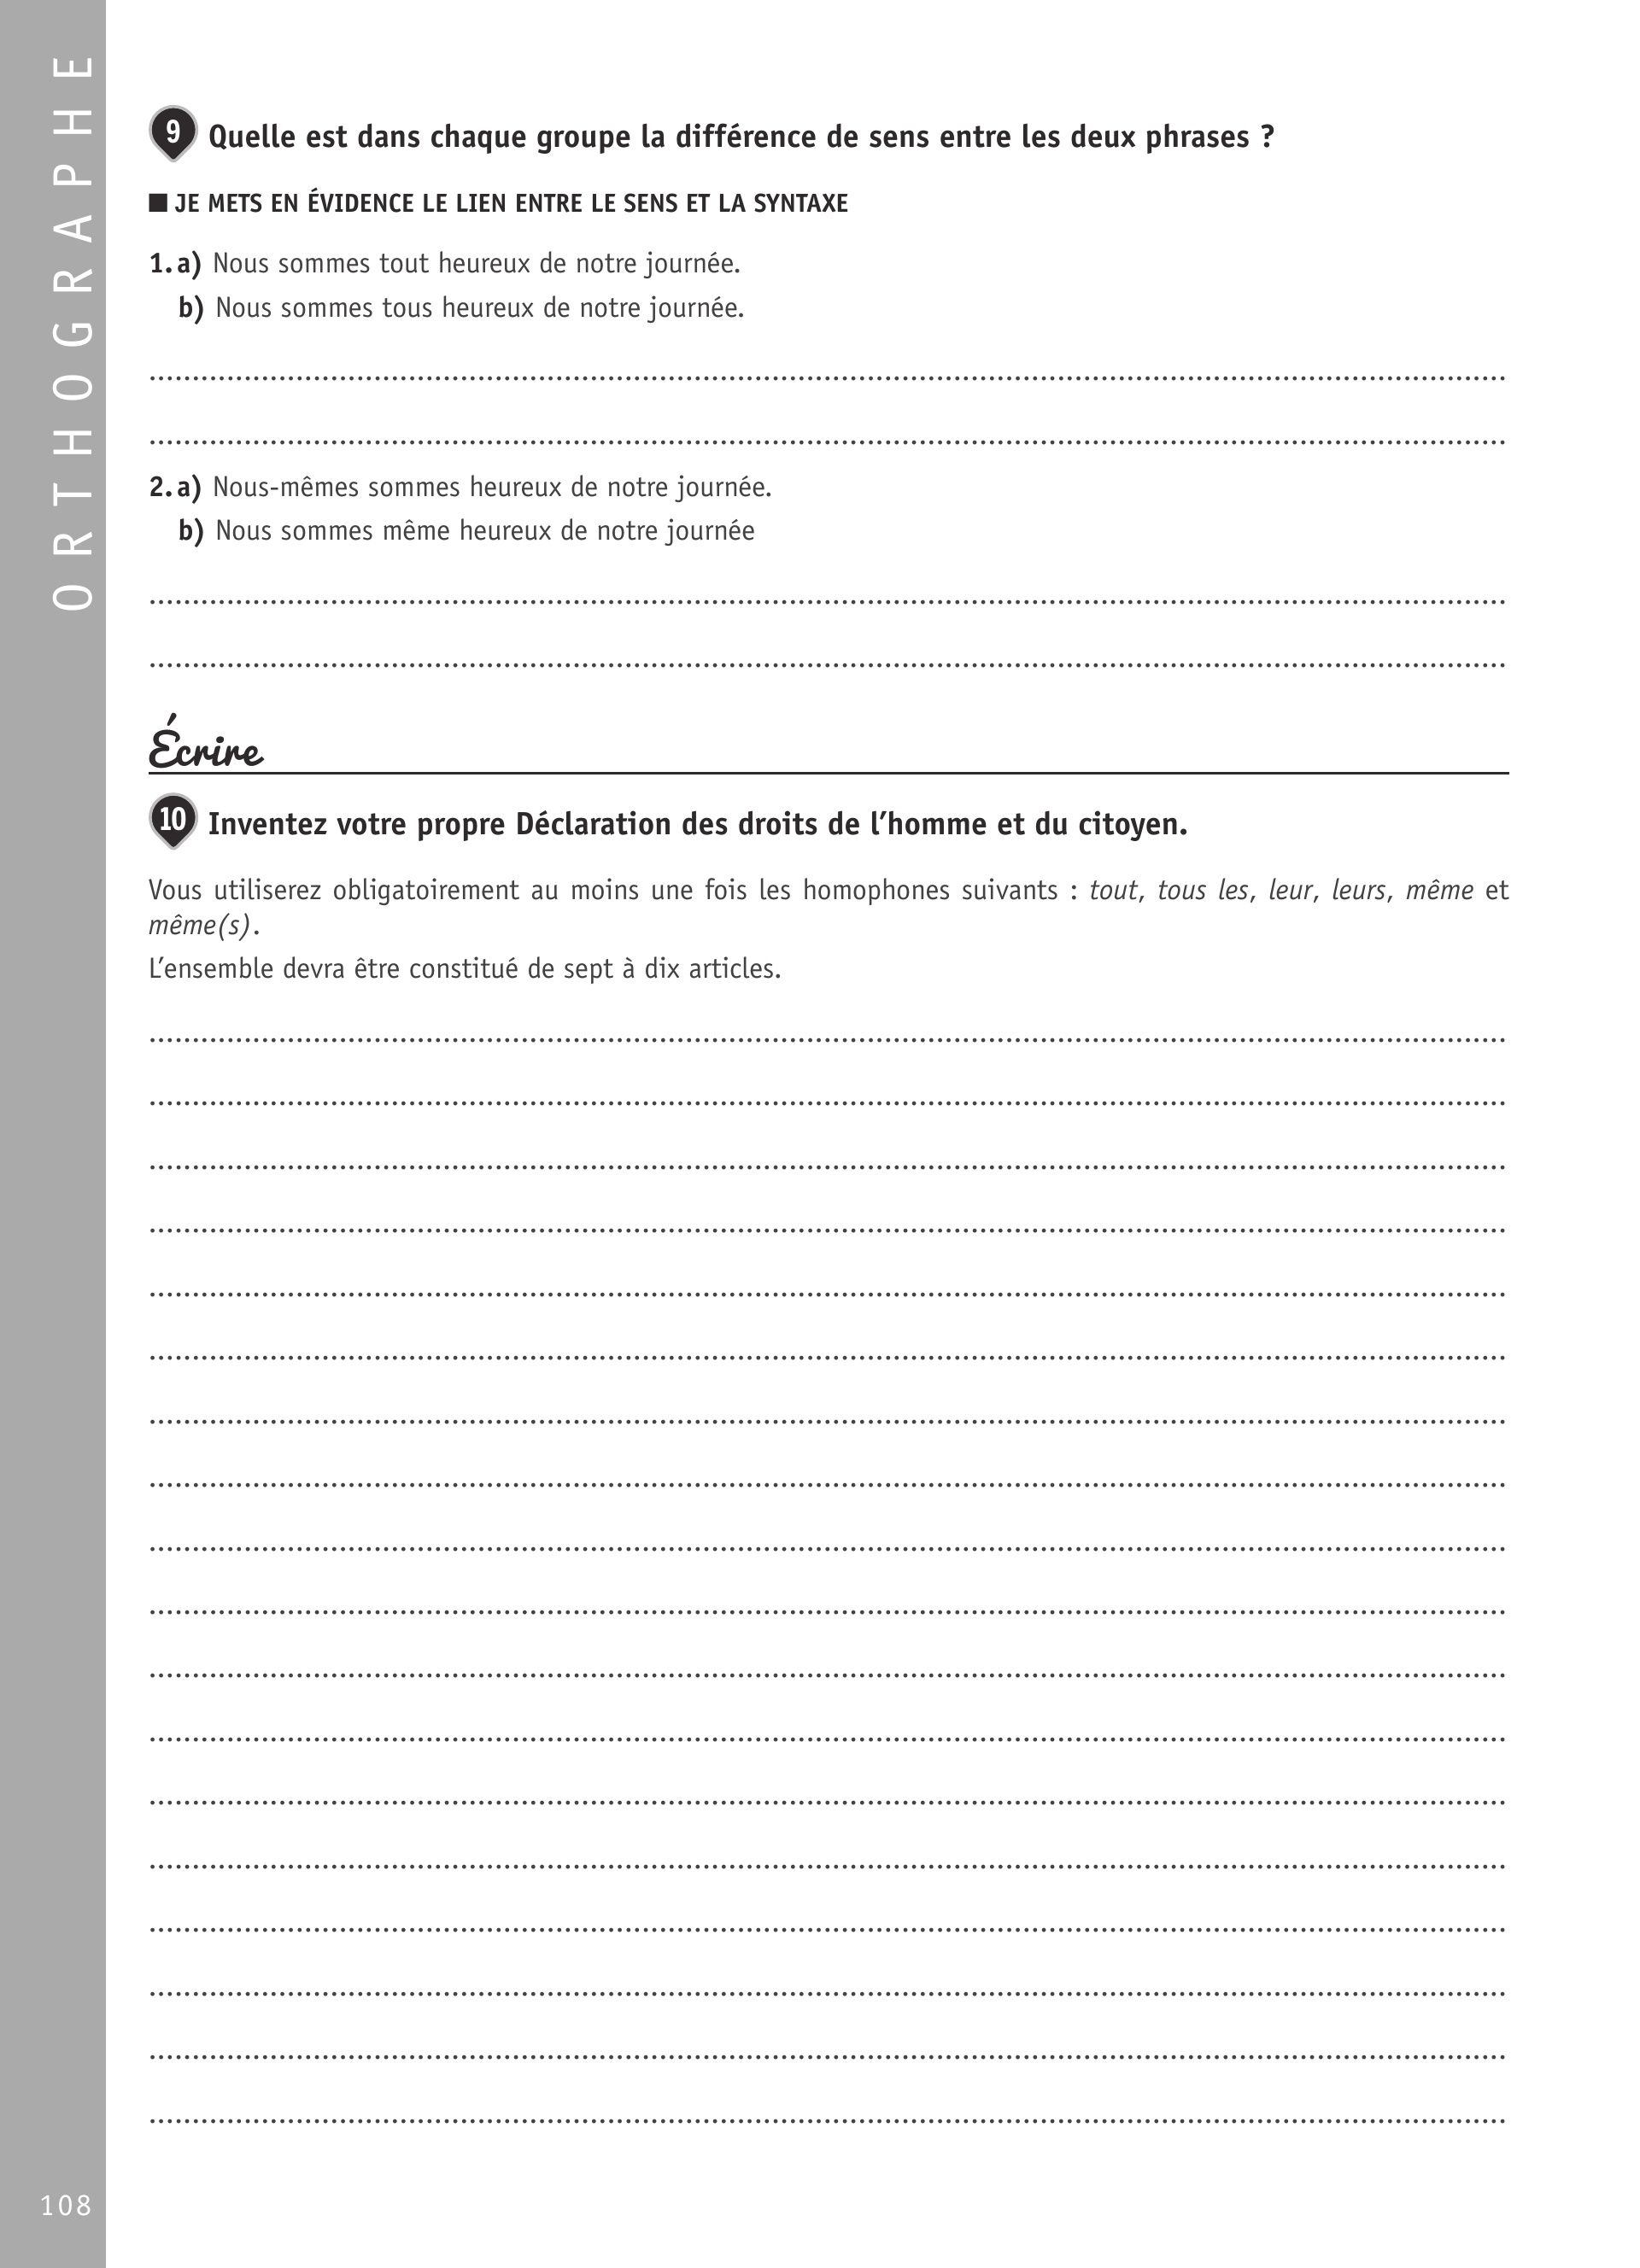 ORTHOGRAPHE
9 Quelle est dans chaque groupe la différence de sens entre les deux phrases ?
■ JE METS EN ÉVIDENCE LE LIEN ENTRE LE SENS ET LA SYNTAXE
1. a) Nous sommes tout heureux de notre journée.
b) Nous sommes tous heureux de notre journée.
2. a) Nous-mêmes sommes heureux de notre journée.
b) Nous sommes même heureux de notre journée
Écrire
10 Inventez votre propre Déclaration des droits de l’homme et du citoyen.
Vous utiliserez obligatoirement au moins une fois les homophones suivants : tout, tous les, leur, leurs, même et
même(s).
L’ensemble devra être constitué de sept à dix articles.
108